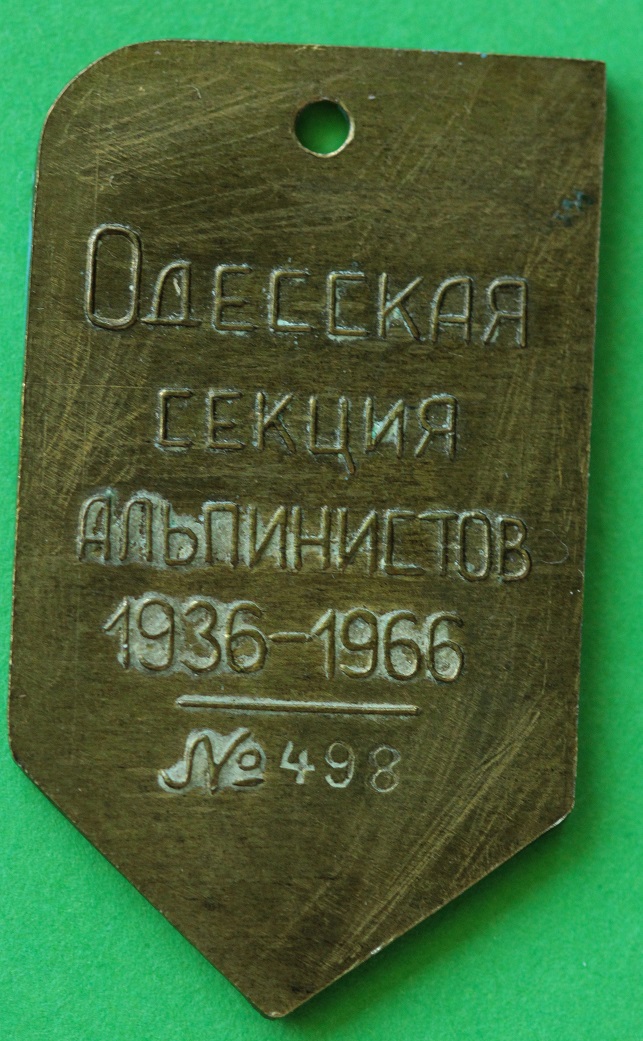 Одесская
секция
альпинистов
1936-1966
№498